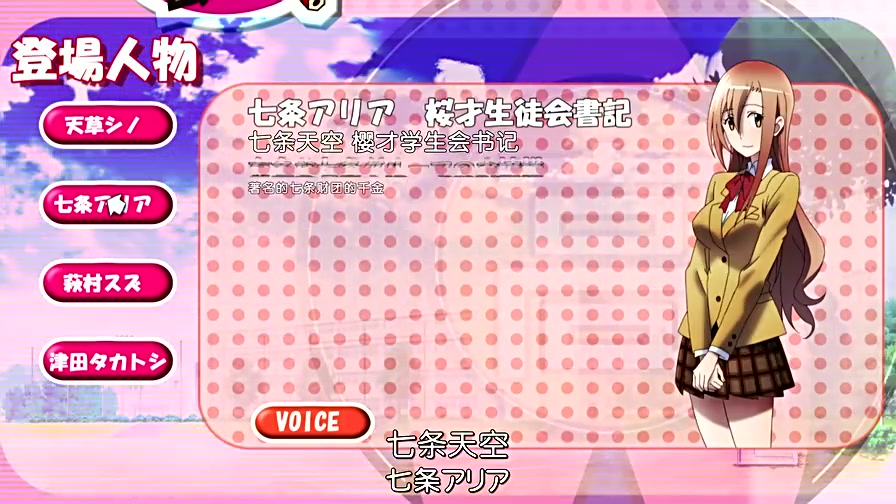 登場人物
天草シノ
七条アリア
萩村スズ
津田タカトシ
七条アリア 桜才生徒会書記
七条天空 樱才学生会书记
著名的七条财团的千金
VOICE
七条天空
七条アリア